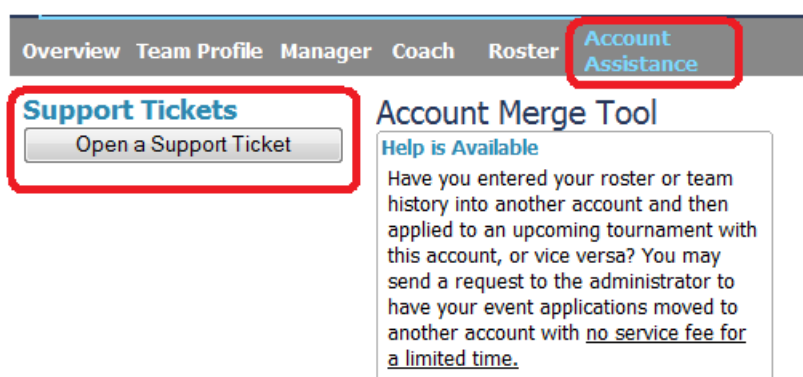 Overview Team Profile Manager Coach Roster Account Assistance
Support Tickets
Open a Support Ticket
Account Merge Tool
Help is Available
Have you entered your roster or team
history into another account and then
applied to an upcoming tournament with
this account, or vice versa? You may
send a request to the administrator to
have your event applications moved to
another account with no service fee for
a limited time.